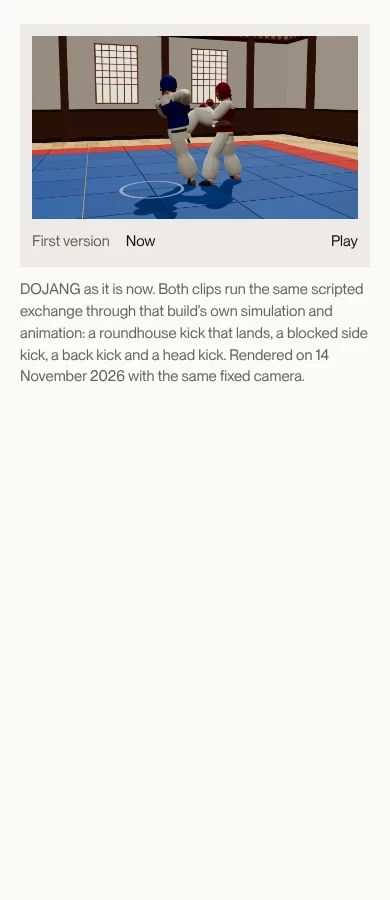 First version Now Play
DOJANG as it is now. Both clips run the same scripted
exchange through that build’s own simulation and
animation: a roundhouse kick that lands, a blocked side
kick, a back kick and a head kick. Rendered on 14
November 2026 with the same fixed camera.